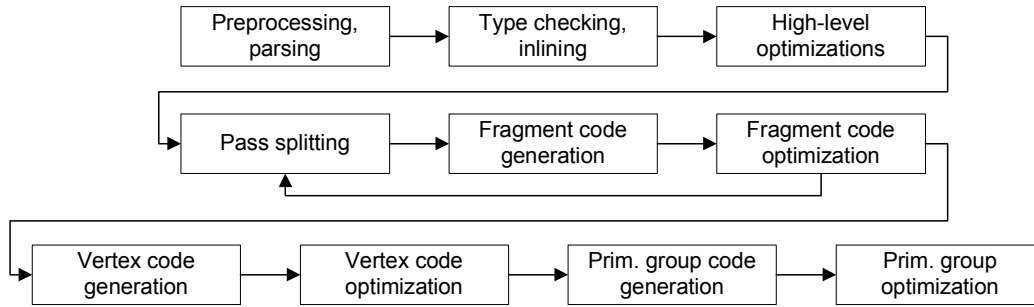 Preprocessing,
parsing
Type checking,
inlining
High-level
optimizations
Pass splitting
Fragment code
generation
Fragment code
optimization
Vertex code
generation
Vertex code
optimization
Prim. group code
generation
Prim. group
optimization